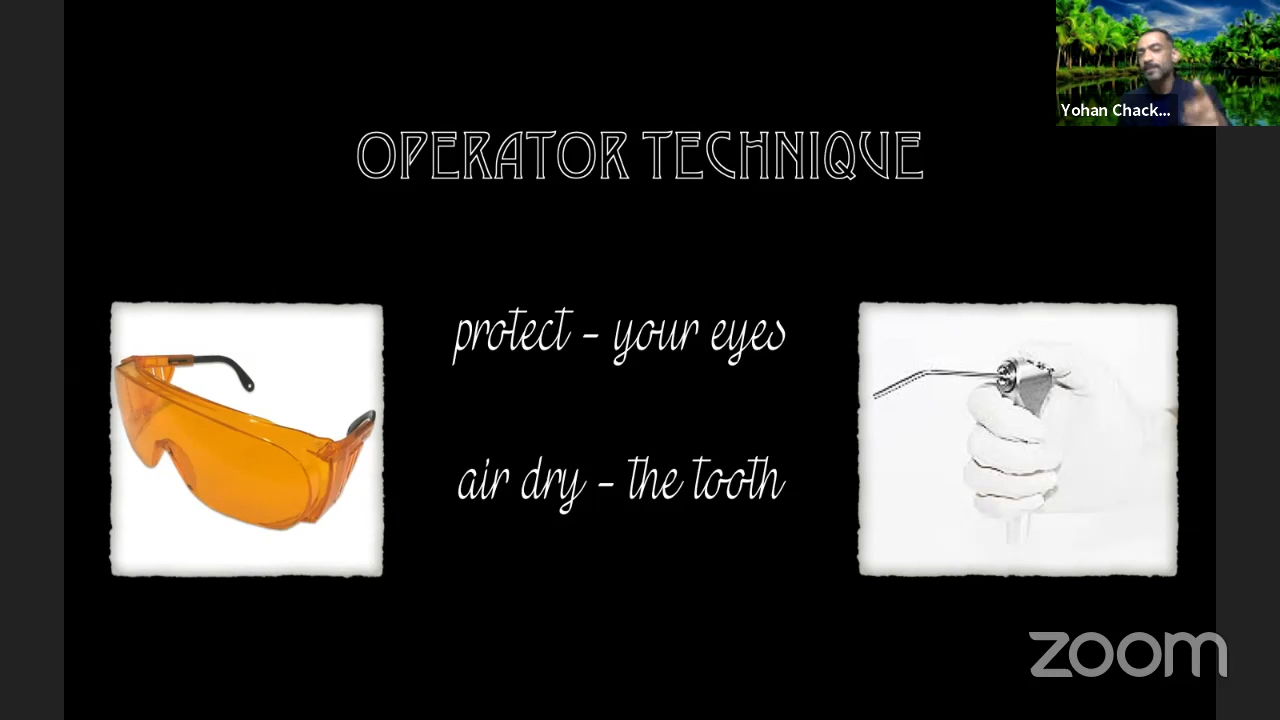 Yohan Chack...
OPERATOR TECHNIQUE
protect - your eyes
air dry - the tooth
zoom